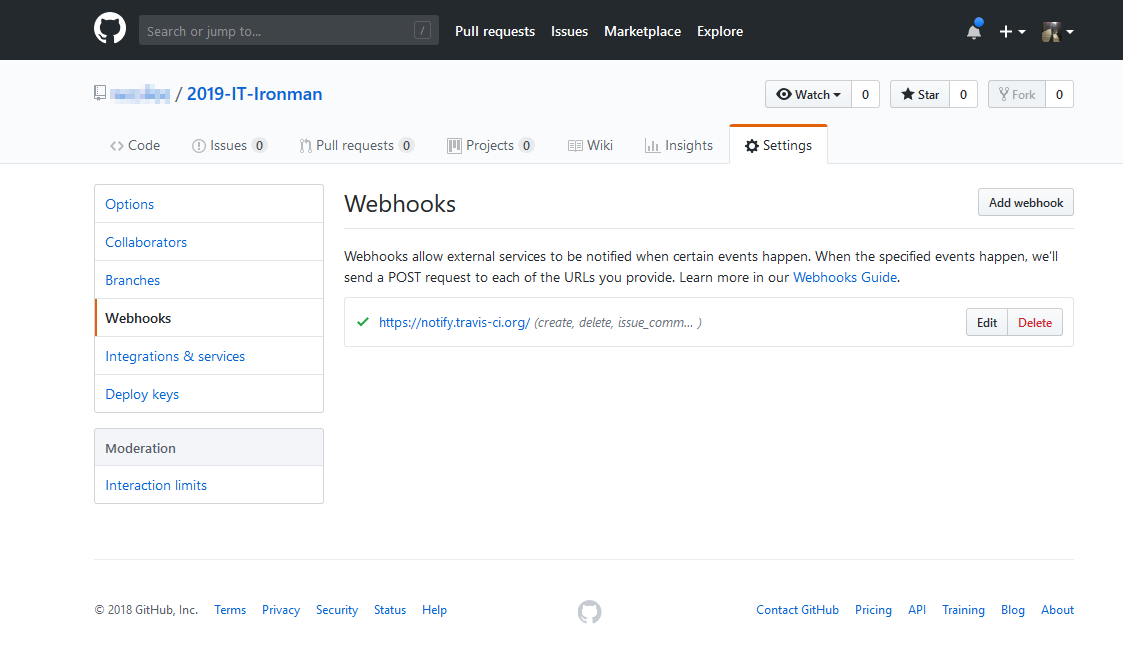 Search or jump to... /
Pull requests Issues Marketplace Explore
/ 2019-IT-Ironman
Watch 0 Star 0 Fork 0
Code Issues 0 Pull requests 0 Projects 0 Wiki Insights Settings
Options
Collaborators
Branches
Webhooks
Integrations & services
Deploy keys
Moderation
Interaction limits
Webhooks
Add webhook
Webhooks allow external services to be notified when certain events happen. When the specified events happen, we'll
send a POST request to each of the URLs you provide. Learn more in our Webhooks Guide.
https://notify.travis-ci.org/ (create, delete, issue_comm... )
Edit Delete
© 2018 GitHub, Inc. Terms Privacy Security Status Help
Contact GitHub Pricing API Training Blog About